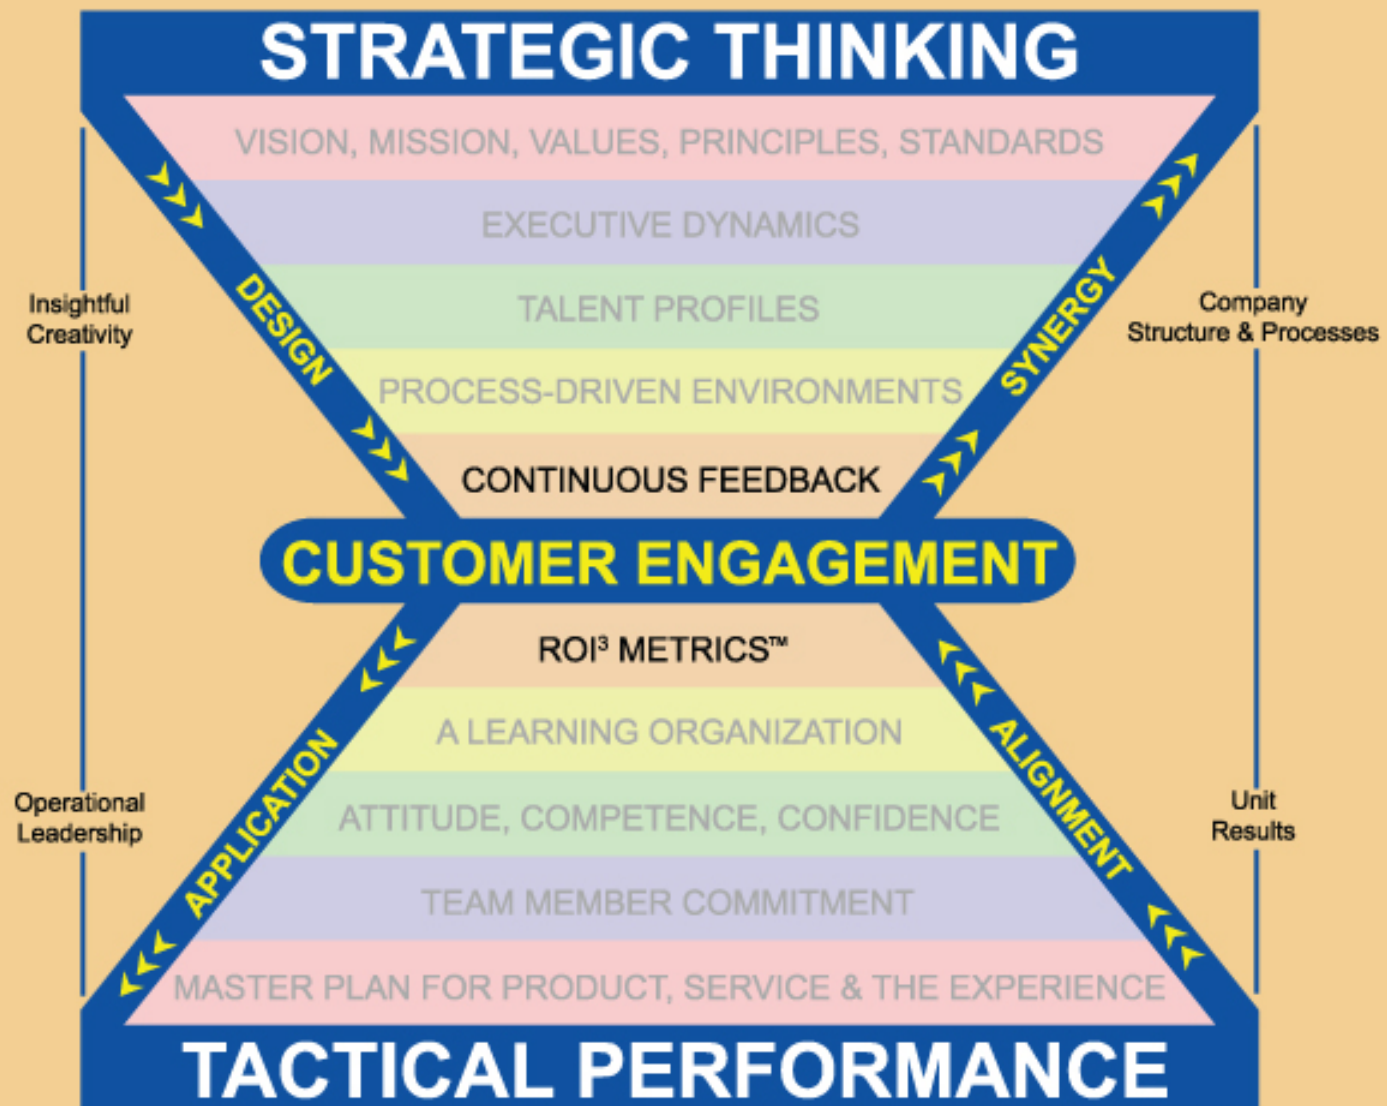 STRATEGIC THINKING
VISION, MISSION, VALUES, PRINCIPLES, STANDARDS
EXECUTIVE DYNAMICS
Insightful
Creativity
DESIGN
TALENT PROFILES
SYNERGY
Company
Structure & Processes
PROCESS-DRIVEN ENVIRONMENTS
CONTINUOUS FEEDBACK
CUSTOMER ENGAGEMENT
ROI³ METRICS™
A LEARNING ORGANIZATION
Operational
Leadership
APPLICATION
ATTITUDE, COMPETENCE, CONFIDENCE
ALIGNMENT
Unit
Results
TEAM MEMBER COMMITMENT
MASTER PLAN FOR PRODUCT, SERVICE & THE EXPERIENCE
TACTICAL PERFORMANCE